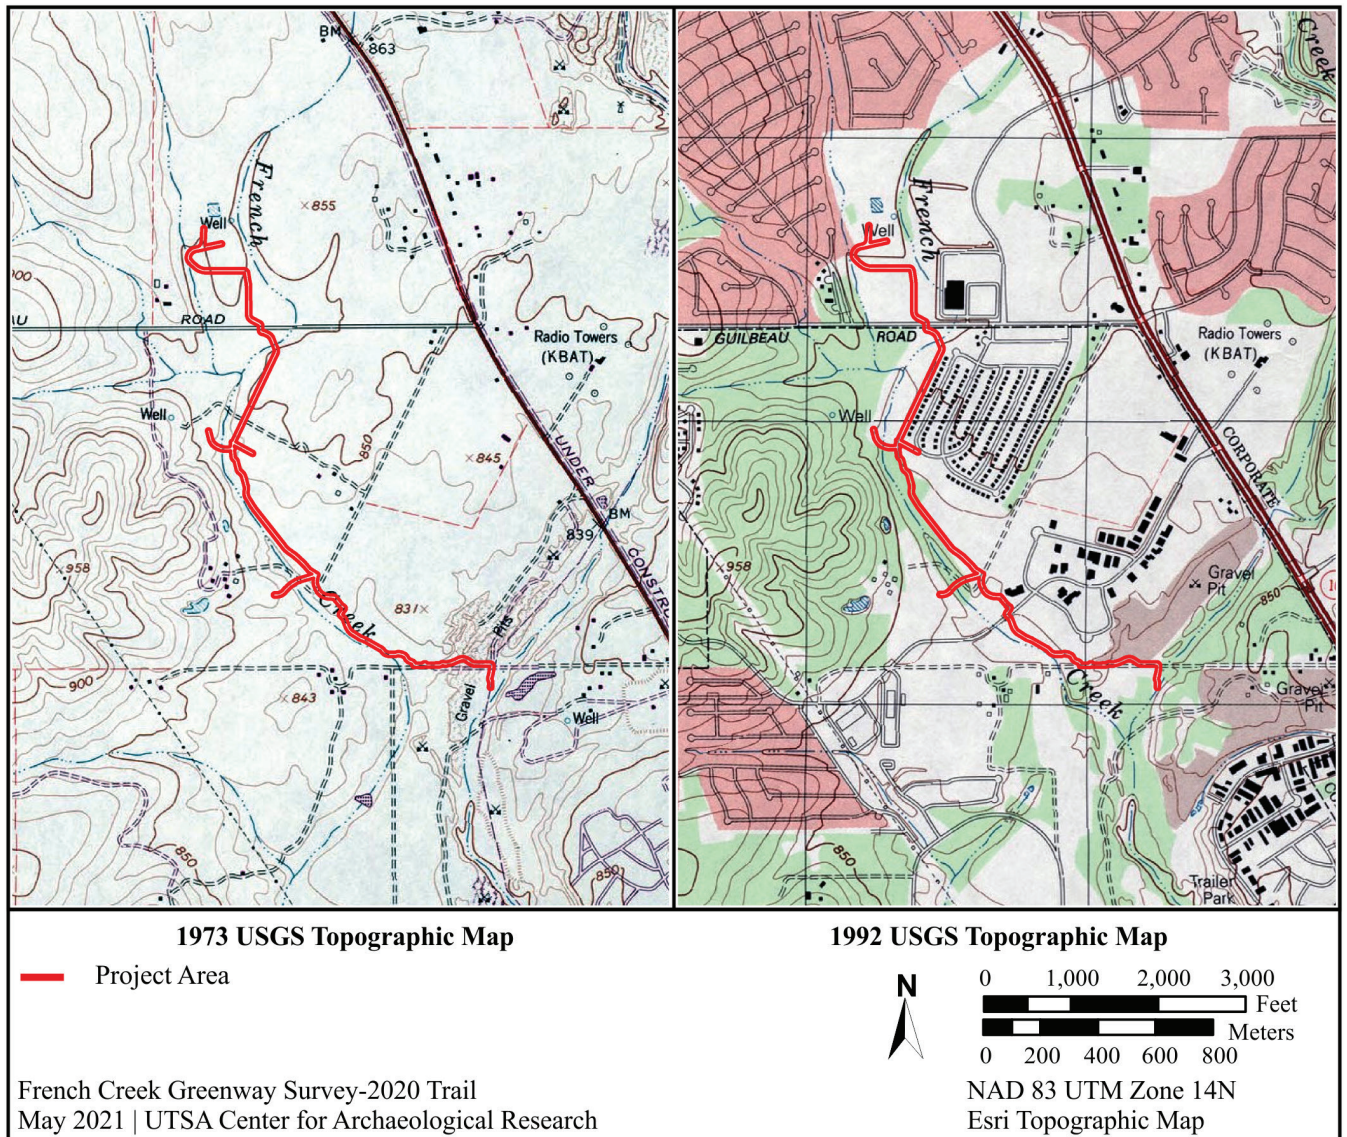 BM
863
French
×855
Well
900
AU
ROAD
Radio Towers
(KBAT)
Well
850
×845
UNDER
BM
839
CONSTRU
×958
831×
Creek
Pits
Gravel
900
×843
Well
850
850
Creek
French
Well
GUILBEAU
ROAD
Radio Towers
(KBAT)
Well
CORPORATE
×958
Gravel
Pit
850
Creek
Gravel
Pit
850
Trailer
Park
1973 USGS Topographic Map
1992 USGS Topographic Map
Project Area
N
0 1,000 2,000 3,000
Feet
Meters
0 200 400 600 800
French Creek Greenway Survey-2020 Trail
May 2021 | UTSA Center for Archaeological Research
NAD 83 UTM Zone 14N
Esri Topographic Map